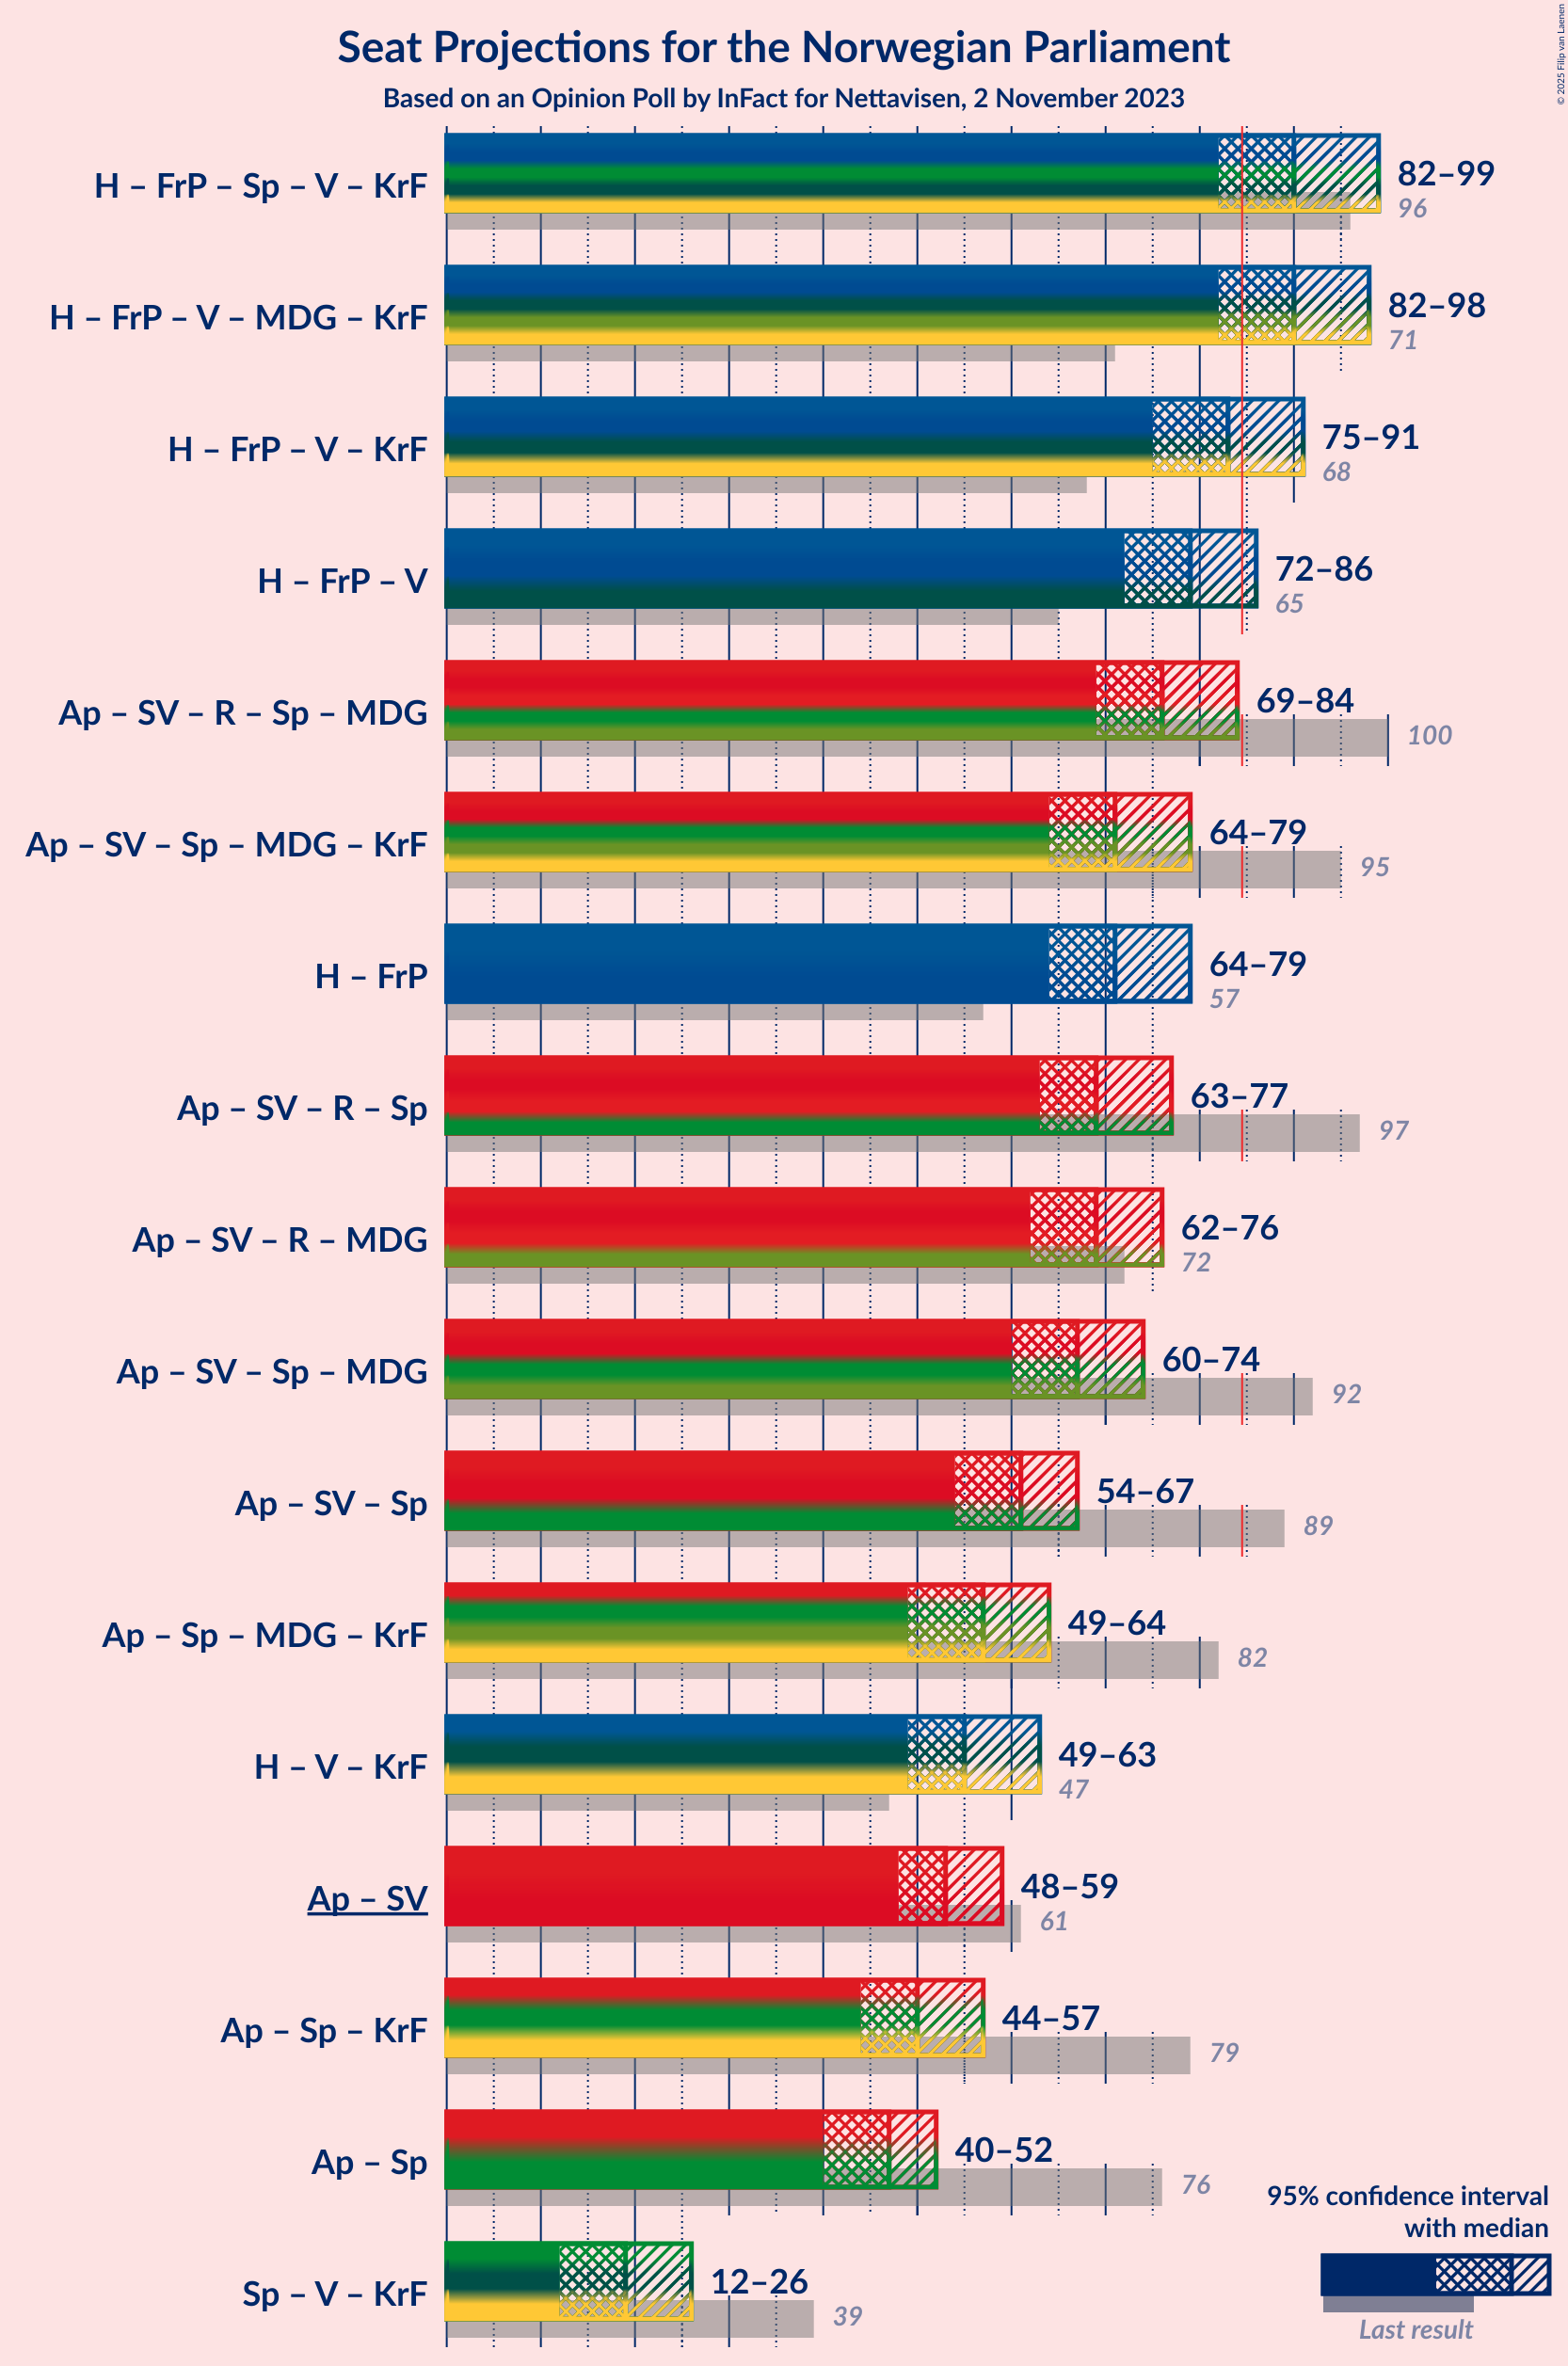 Seat Projections for the Norwegian Parliament
Based on an Opinion Poll by InFact for Nettavisen, 2 November 2023
© 2025 Filip van Laenen
H – FrP – Sp – V – KrF
82–99
96
H – FrP – V – MDG – KrF
82–98
71
H – FrP – V – KrF
75–91
68
H – FrP – V
72–86
65
Ap – SV – R – Sp – MDG
69–84
100
Ap – SV – Sp – MDG – KrF
64–79
95
H – FrP
64–79
57
Ap – SV – R – Sp
63–77
97
Ap – SV – R – MDG
62–76
72
Ap – SV – Sp – MDG
60–74
92
Ap – SV – Sp
54–67
89
Ap – Sp – MDG – KrF
49–64
82
H – V – KrF
49–63
47
Ap – SV
48–59
61
Ap – Sp – KrF
44–57
79
Ap – Sp
40–52
76
Sp – V – KrF
12–26
39
95% confidence interval
with median
Last result